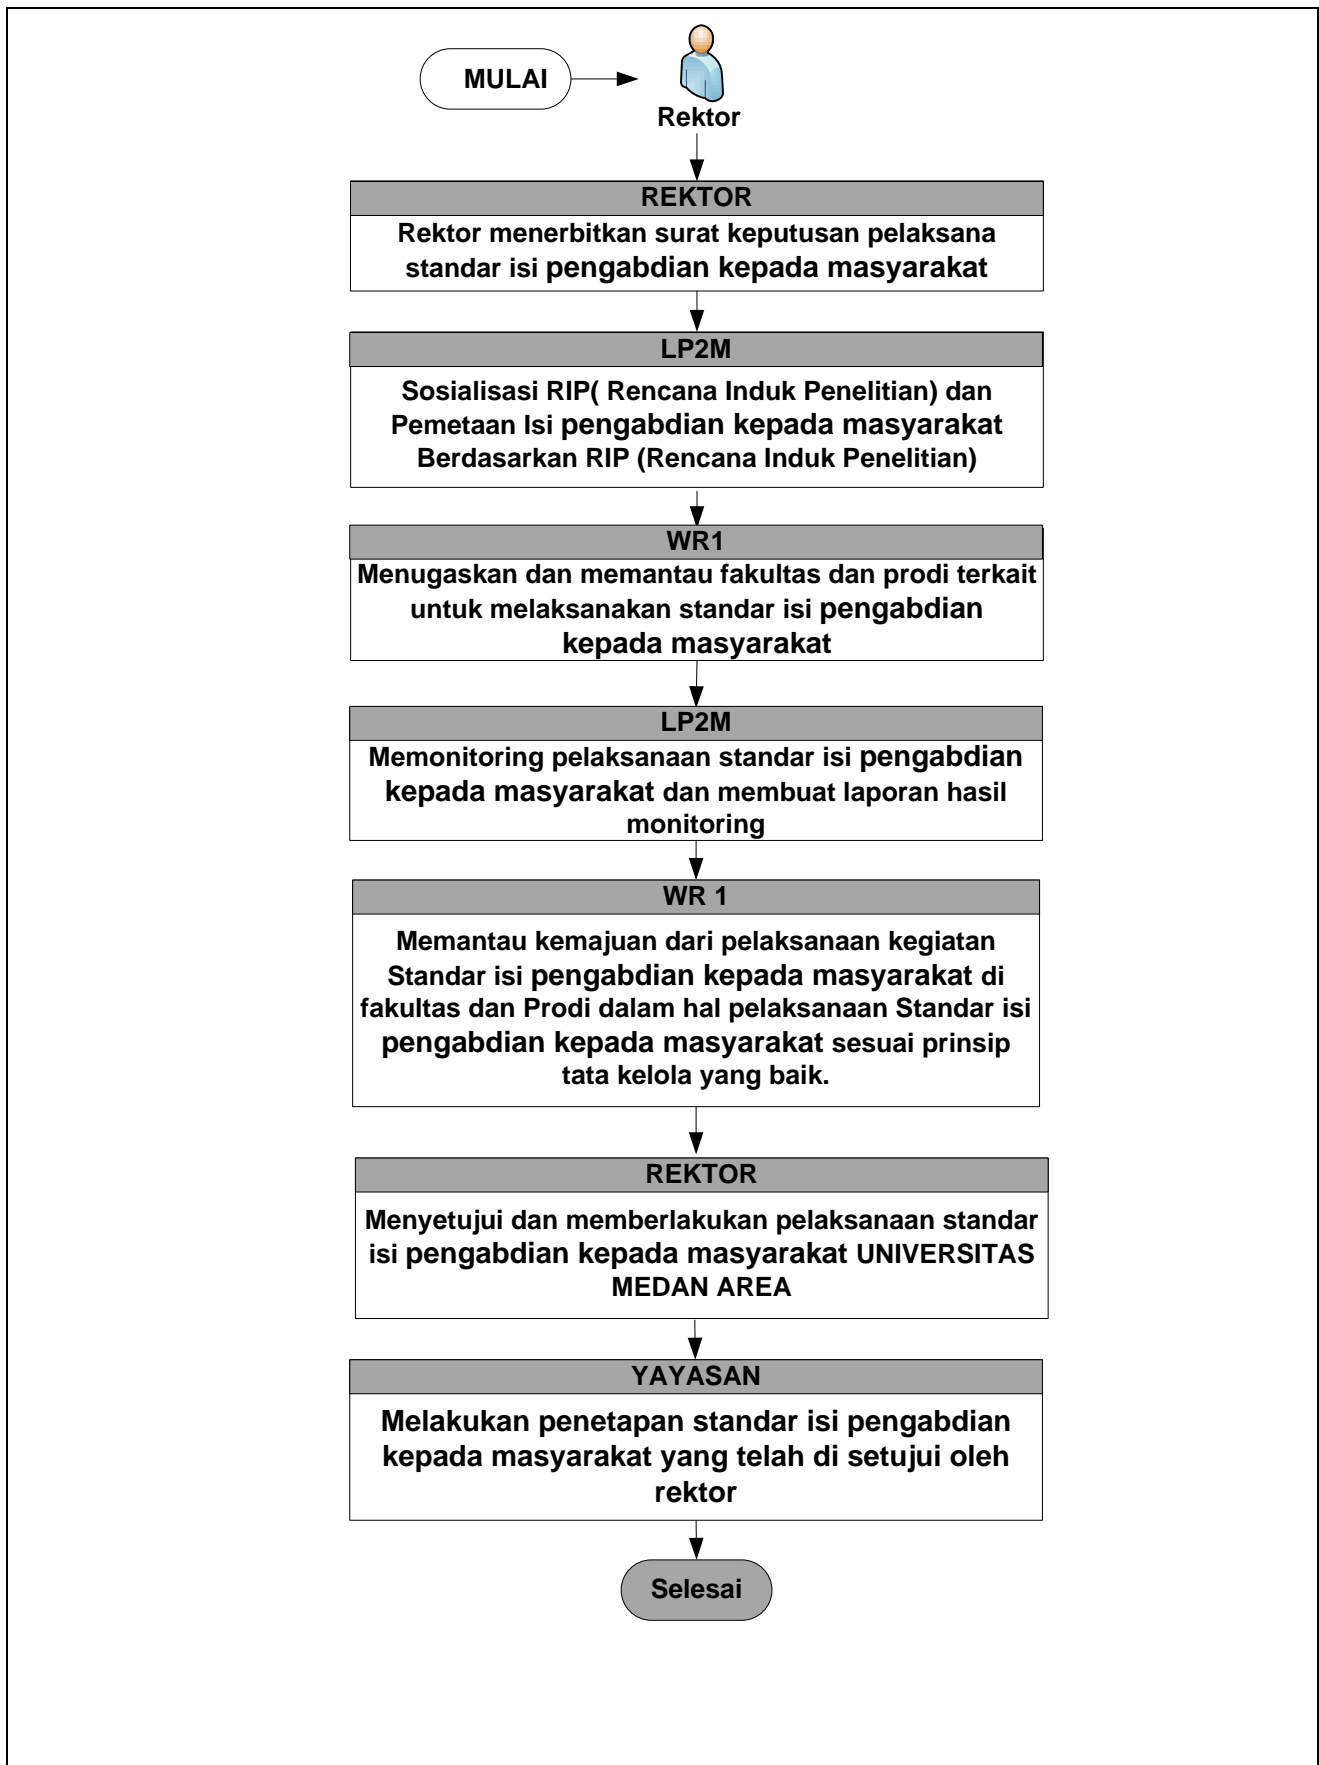 MULAI
Rektor
REKTOR
Rektor menerbitkan surat keputusan pelaksana
standar isi pengabdian kepada masyarakat
LP2M
Sosialisasi RIP( Rencana Induk Penelitian) dan
Pemetaan Isi pengabdian kepada masyarakat
Berdasarkan RIP (Rencana Induk Penelitian)
WR1
Menugaskan dan memantau fakultas dan prodi terkait
untuk melaksanakan standar isi pengabdian
kepada masyarakat
LP2M
Memonitoring pelaksanaan standar isi pengabdian
kepada masyarakat dan membuat laporan hasil
monitoring
WR 1
Memantau kemajuan dari pelaksanaan kegiatan
Standar isi pengabdian kepada masyarakat di
fakultas dan Prodi dalam hal pelaksanaan Standar isi
pengabdian kepada masyarakat sesuai prinsip
tata kelola yang baik.
REKTOR
Menyetujui dan memberlakukan pelaksanaan standar
isi pengabdian kepada masyarakat UNIVERSITAS
MEDAN AREA
YAYASAN
Melakukan penetapan standar isi pengabdian
kepada masyarakat yang telah di setujui oleh
rektor
Selesai